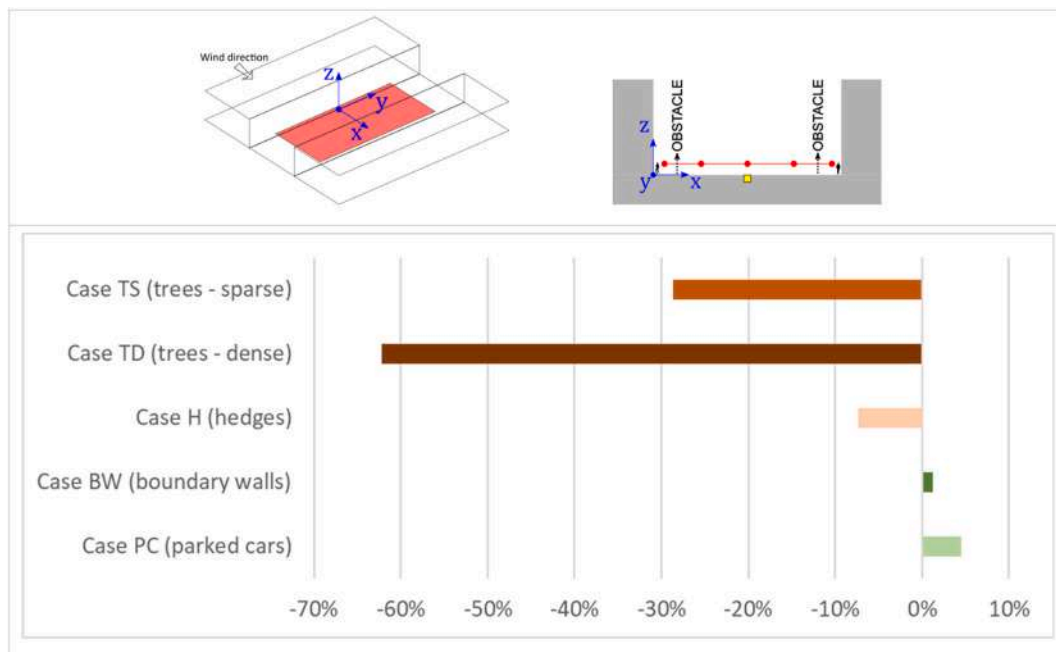 Wind direction
z
y
x
OBSTACLE
OBSTACLE
z
y
x
Case TS (trees - sparse)
Case TD (trees - dense)
Case H (hedges)
Case BW (boundary walls)
Case PC (parked cars)
-70% -60% -50% -40% -30% -20% -10% 0% 10%